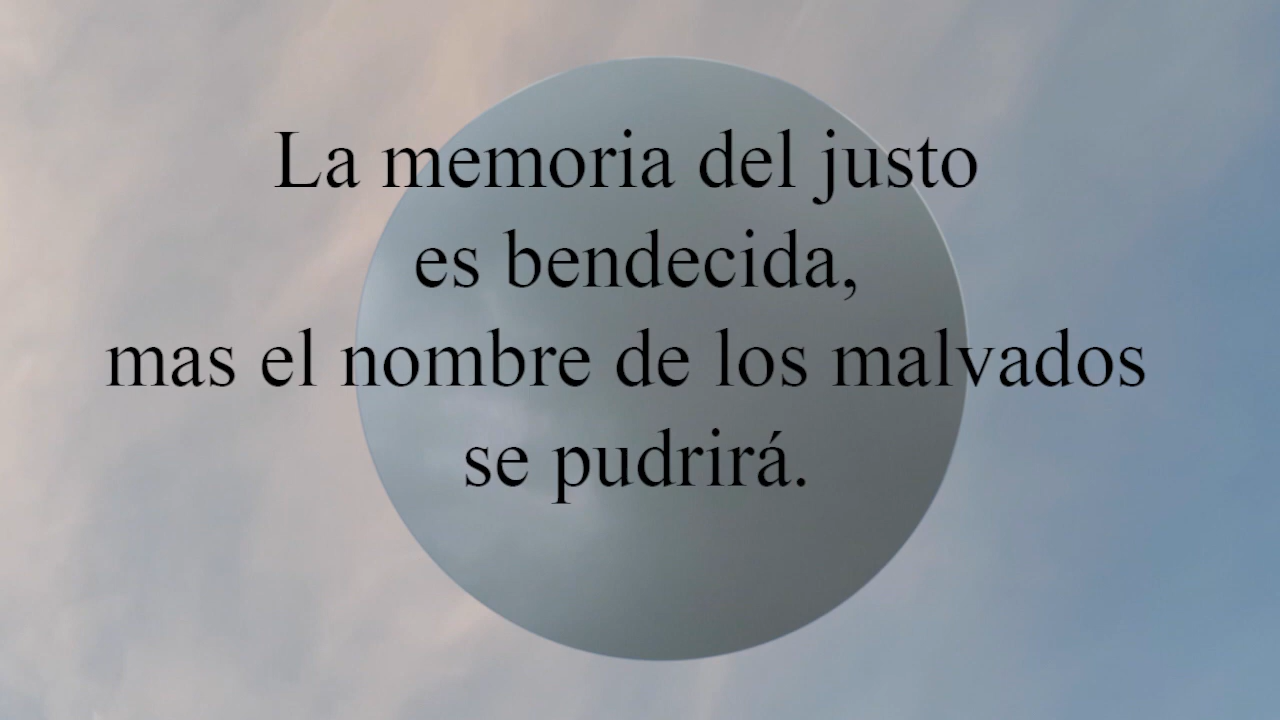 La memoria del justo
es bendecida,
mas el nombre de los malvados
se pudrirá.